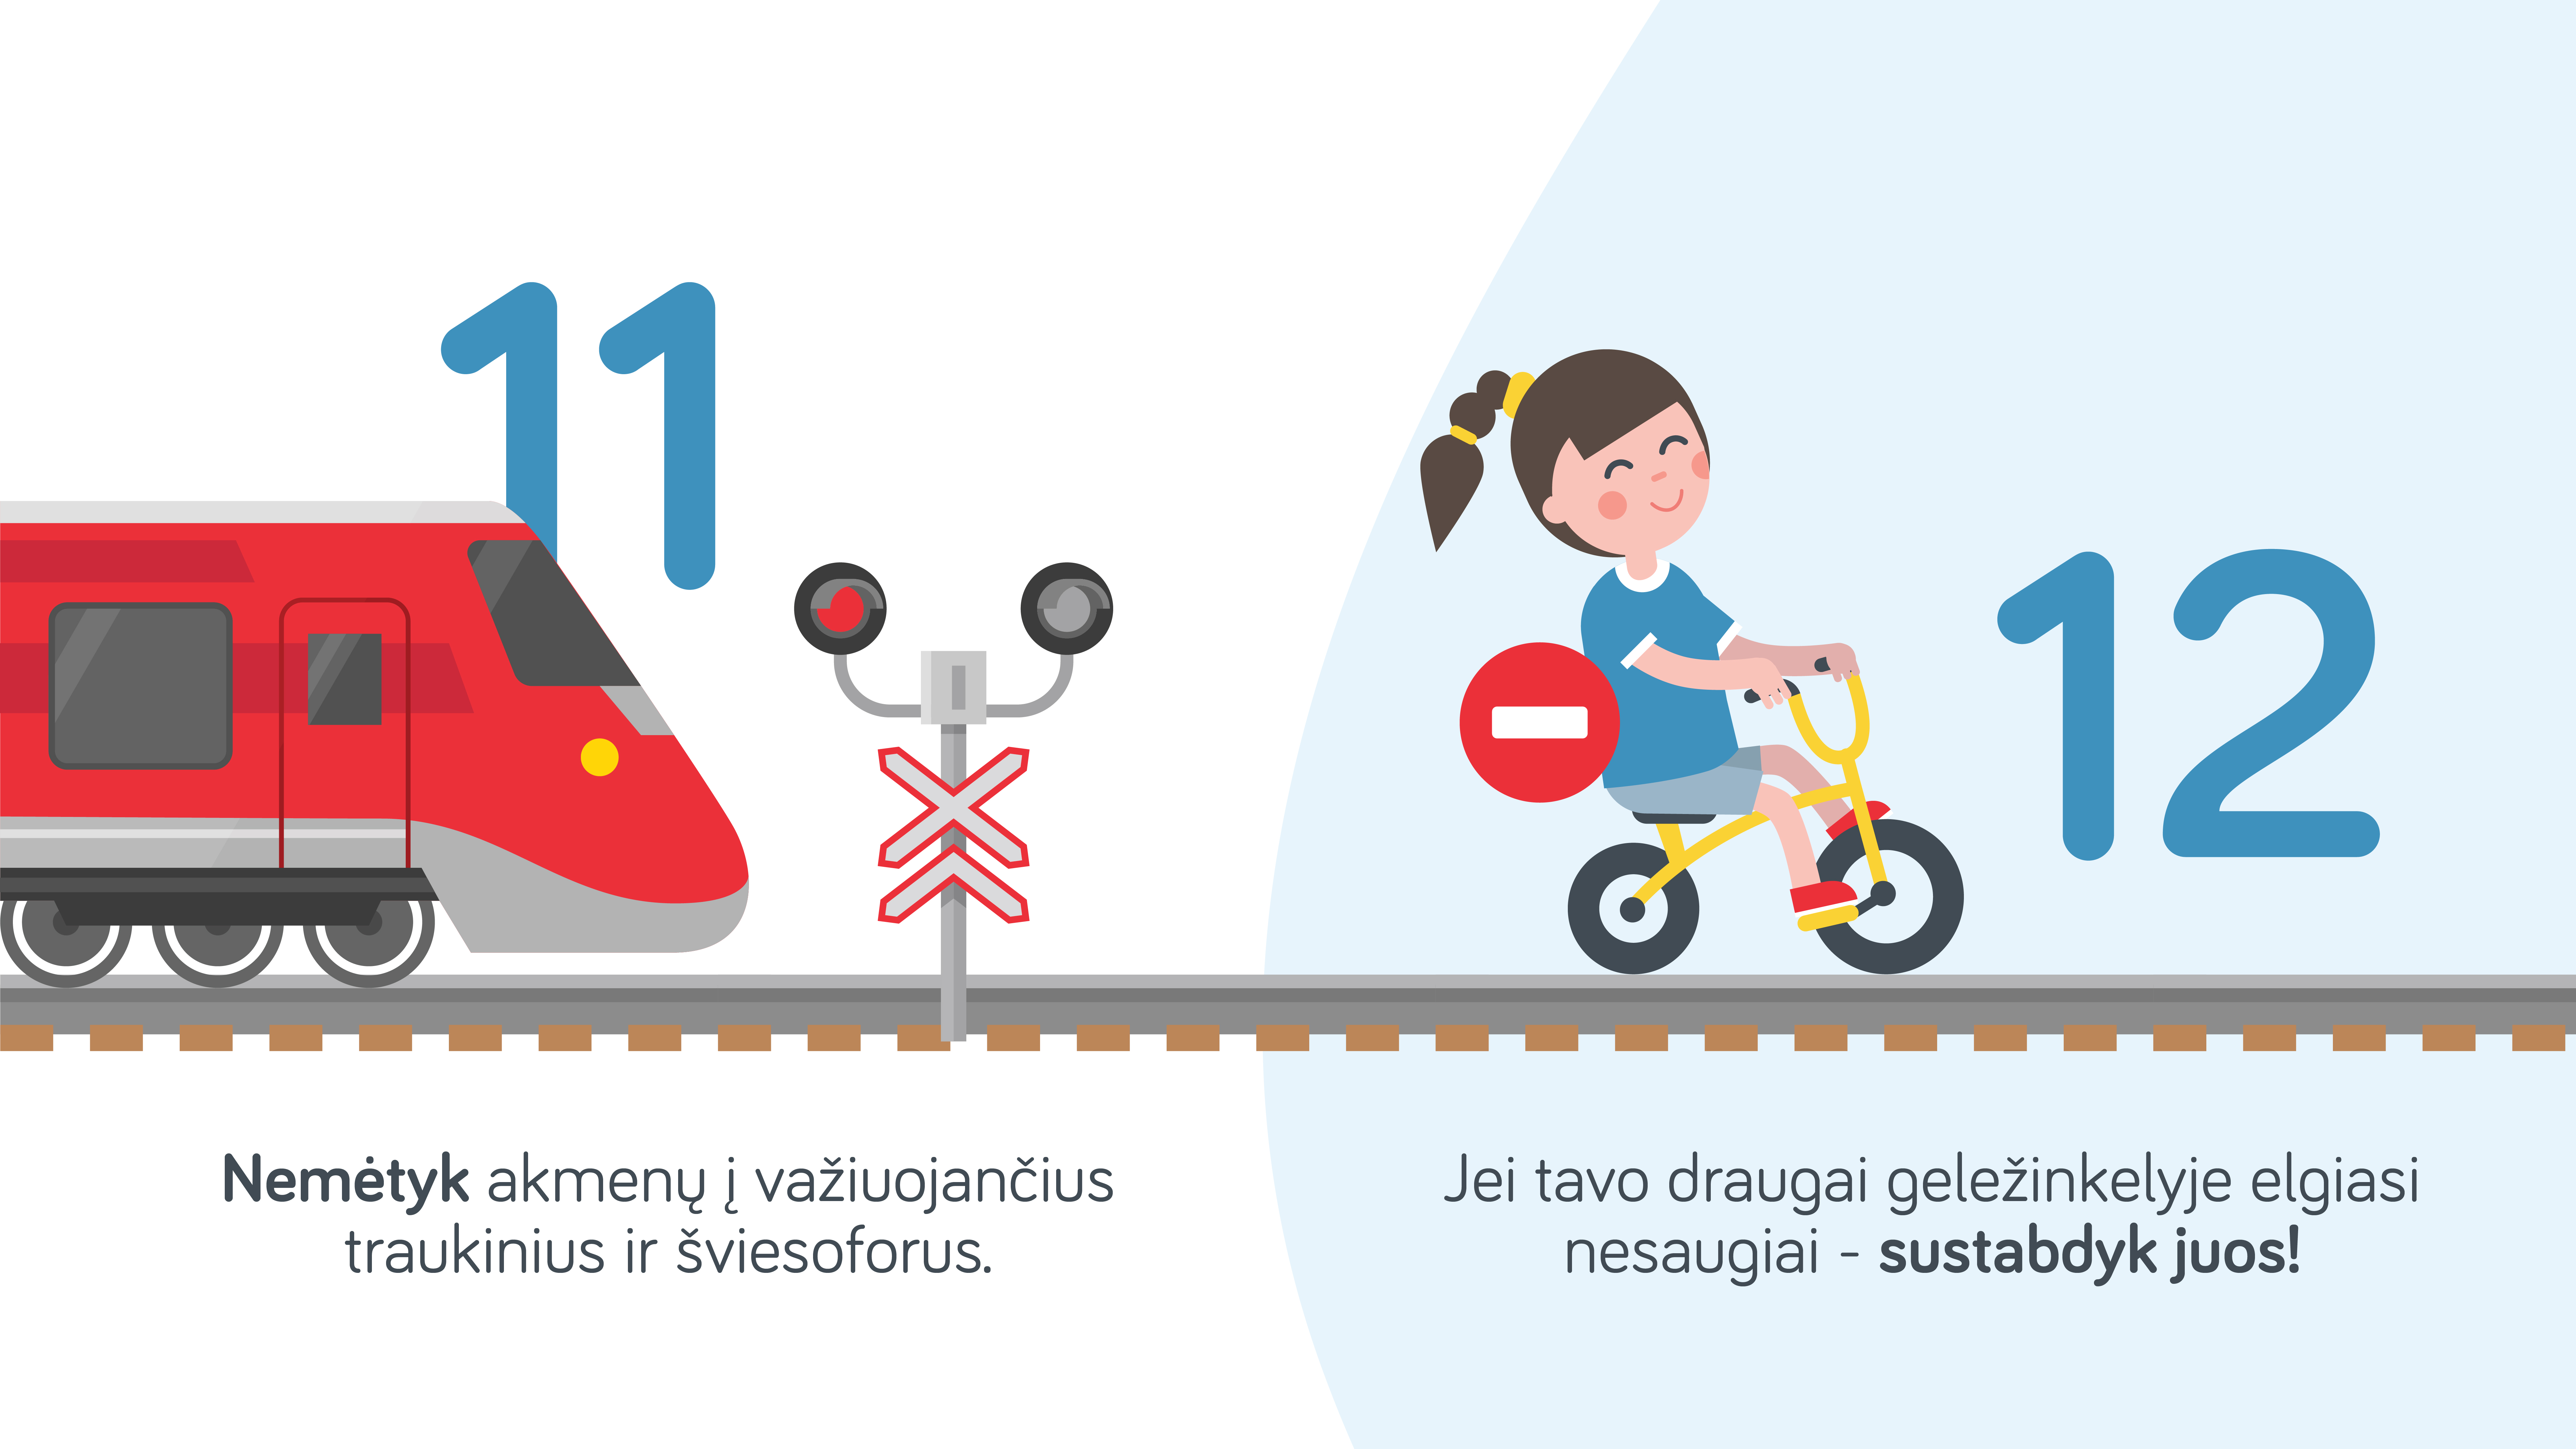 11
Nemėtyk akmenų į važiuojančius
traukinius ir šviesoforus.
12
Jei tavo draugai geležinkelyje elgiasi
nesaugiai - sustabdyk juos!